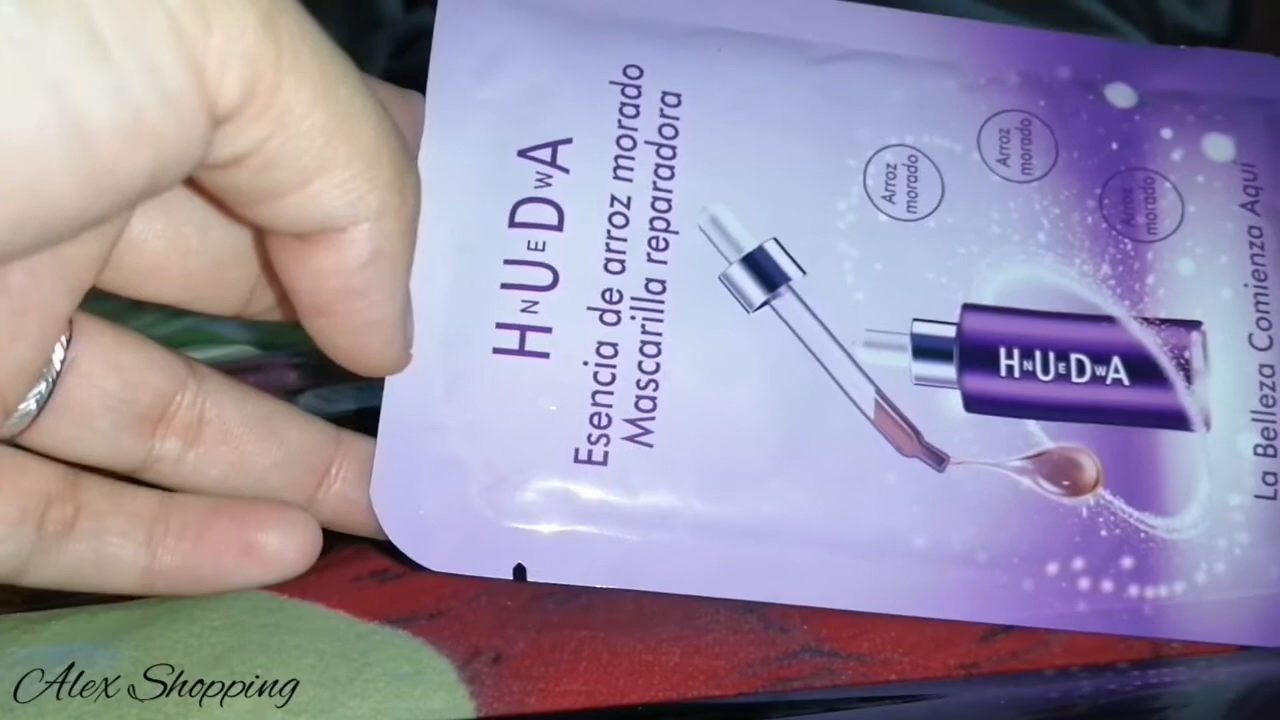 HNUEDWA
Esencia de arroz morado
Mascarilla reparadora
Arroz
morado
Arroz
morado
Arroz
morado
HNUEDWA
La Belleza Comienza Aquí
Alex Shopping